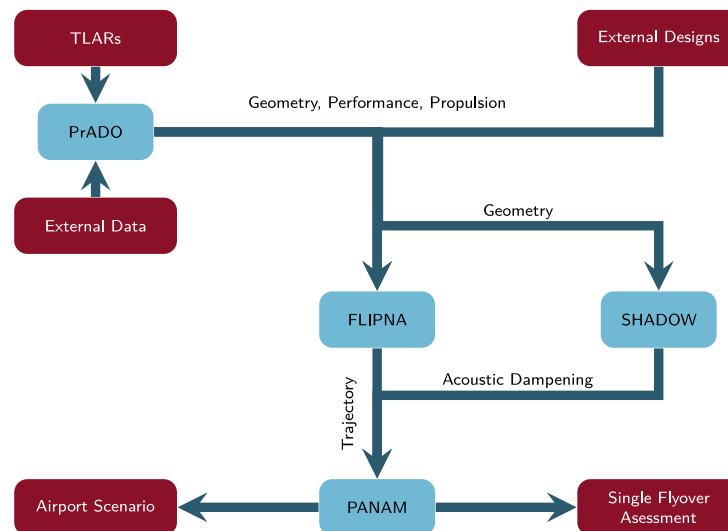 TLARs
External Designs
Geometry, Performance, Propulsion
PrADO
External Data
Geometry
FLIPNA
SHADOW
Acoustic Dampening
Trajectory
Airport Scenario
PANAM
Single Flyover
Asessment